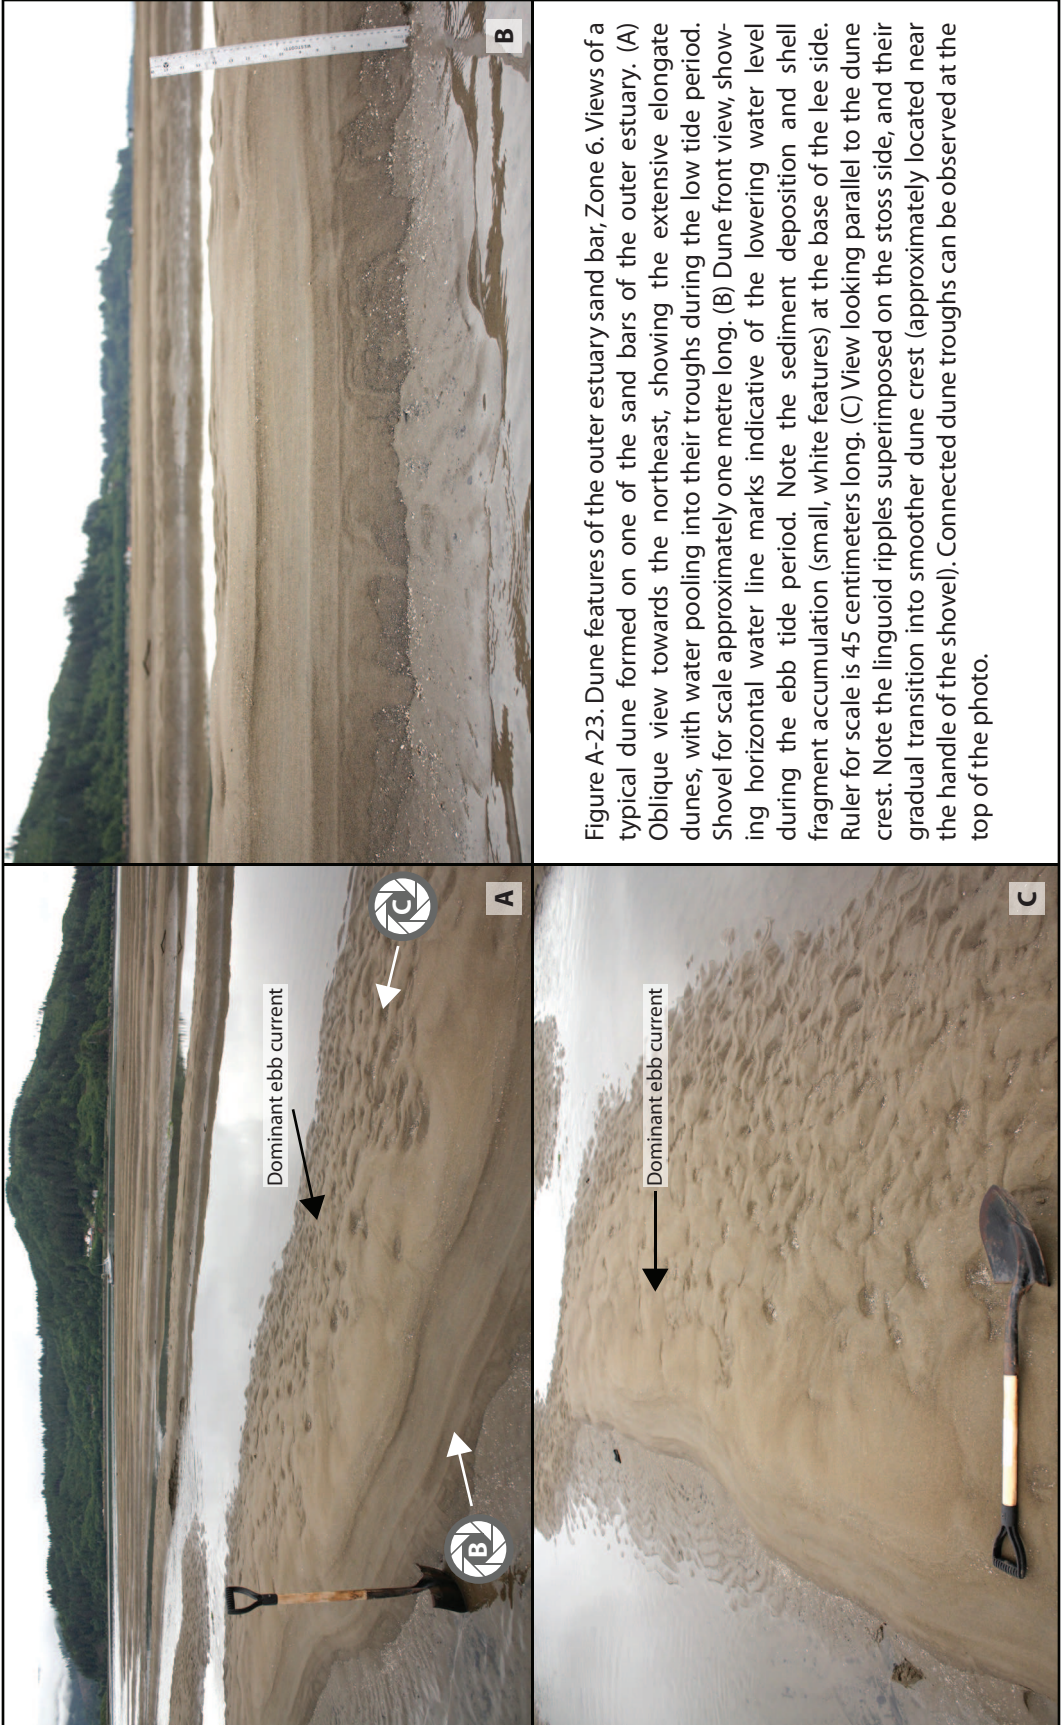 A
Dominant ebb current
C
B
B
C
Dominant ebb current
Figure A-23. Dune features of the outer estuary sand bar, Zone 6. Views of a
typical dune formed on one of the sand bars of the outer estuary. (A)
Oblique view towards the northeast, showing the extensive elongate
dunes, with water pooling into their troughs during the low tide period.
Shovel for scale approximately one metre long. (B) Dune front view, show-
ing horizontal water line marks indicative of the lowering water level
during the ebb tide period. Note the sediment deposition and shell
fragment accumulation (small, white features) at the base of the lee side.
Ruler for scale is 45 centimeters long. (C) View looking parallel to the dune
crest. Note the linguoid ripples superimposed on the stoss side, and their
gradual transition into smoother dune crest (approximately located near
the handle of the shovel). Connected dune troughs can be observed at the
top of the photo.